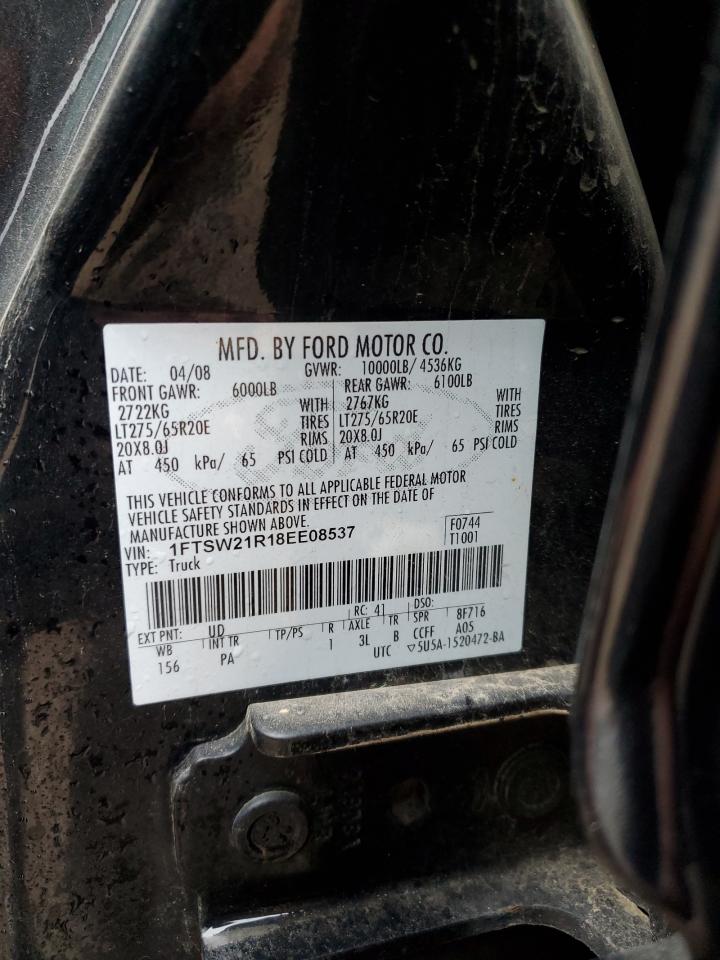 MFD. BY FORD MOTOR CO.
DATE: 04/08 GVWR: 10000LB/ 4536KG
FRONT GAWR: 6000LB REAR GAWR: 6100LB
2722KG WITH 2767KG WITH
LT275/65R20E TIRES LT275/65R20E TIRES
20X8.0J RIMS 20X8.0J RIMS
AT 450 kPa/ 65 PSI COLD AT 450 kPa/ 65 PSI COLD
THIS VEHICLE CONFORMS TO ALL APPLICABLE FEDERAL MOTOR
VEHICLE SAFETY STANDARDS IN EFFECT ON THE DATE OF
MANUFACTURE SHOWN ABOVE.
VIN: 1FTSW21R18EE08537 F0744
TYPE: Truck T1001
RC: 41 DSO:
EXT PNT: UD 8F716
WB INT TR TP/PS R AXLE TR SPR
156 PA 1 3L B CCFF A05
UTC ▽5U5A-1520472-BA